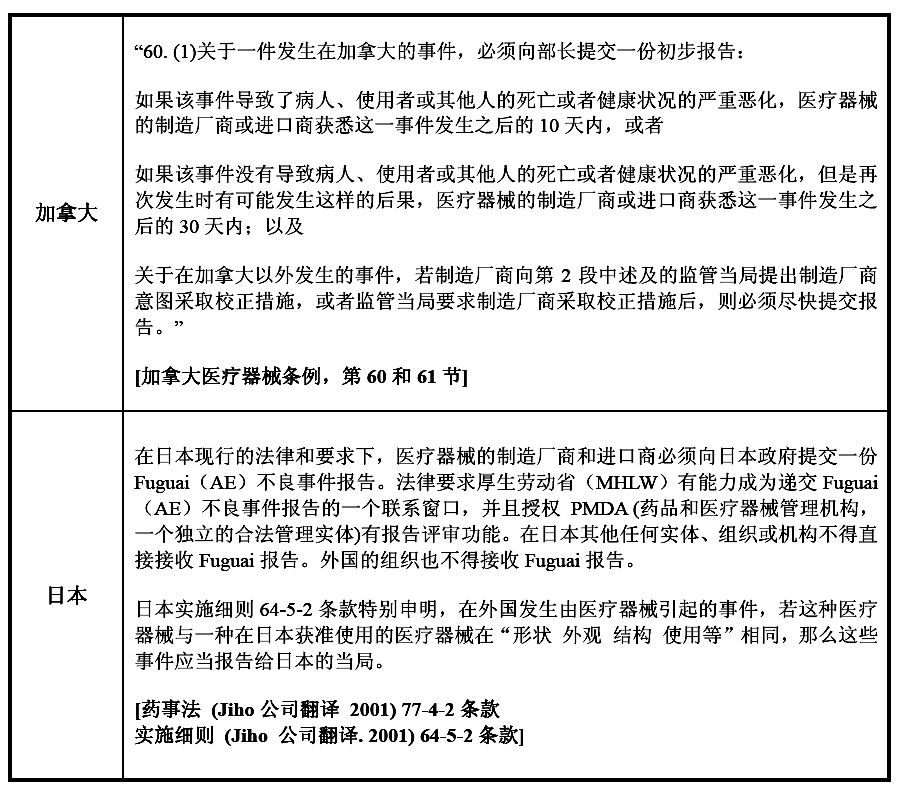 加拿大
“60. (1)关于一件发生在加拿大的事件，必须向部长提交一份初步报告：
如果该事件导致了病人、使用者或其他人的死亡或者健康状况的严重恶化，医疗器械
的制造厂商或进口商获悉这一事件发生之后的 10 天内，或者
如果该事件没有导致病人、使用者或其他人的死亡或者健康状况的严重恶化，但是再
次发生时有可能发生这样的后果，医疗器械的制造厂商或进口商获悉这一事件发生之
后的 30 天内；以及
关于在加拿大以外发生的事件，若制造厂商向第 2 段中述及的监管当局提出制造厂商
意图采取校正措施，或者监管当局要求制造厂商采取校正措施后，则必须尽快提交报
告。”
[加拿大医疗器械条例，第 60 和 61 节]
日本
在日本现行的法律和要求下，医疗器械的制造厂商和进口商必须向日本政府提交一份
Fuguai（AE）不良事件报告。法律要求厚生劳动省（MHLW）有能力成为递交 Fuguai
（AE）不良事件报告的一个联系窗口，并且授权 PMDA (药品和医疗器械管理机构，
一个独立的合法管理实体)有报告评审功能。在日本其他任何实体、组织或机构不得直
接接收 Fuguai 报告。外国的组织也不得接收 Fuguai 报告。
日本实施细则 64-5-2 条款特别申明，在外国发生由医疗器械引起的事件，若这种医疗
器械与一种在日本获准使用的医疗器械在“形状 外观 结构 使用等”相同，那么这些
事件应当报告给日本的当局。
[药事法 (Jiho 公司翻译 2001) 77-4-2 条款
实施细则 (Jiho 公司翻译. 2001) 64-5-2 条款]